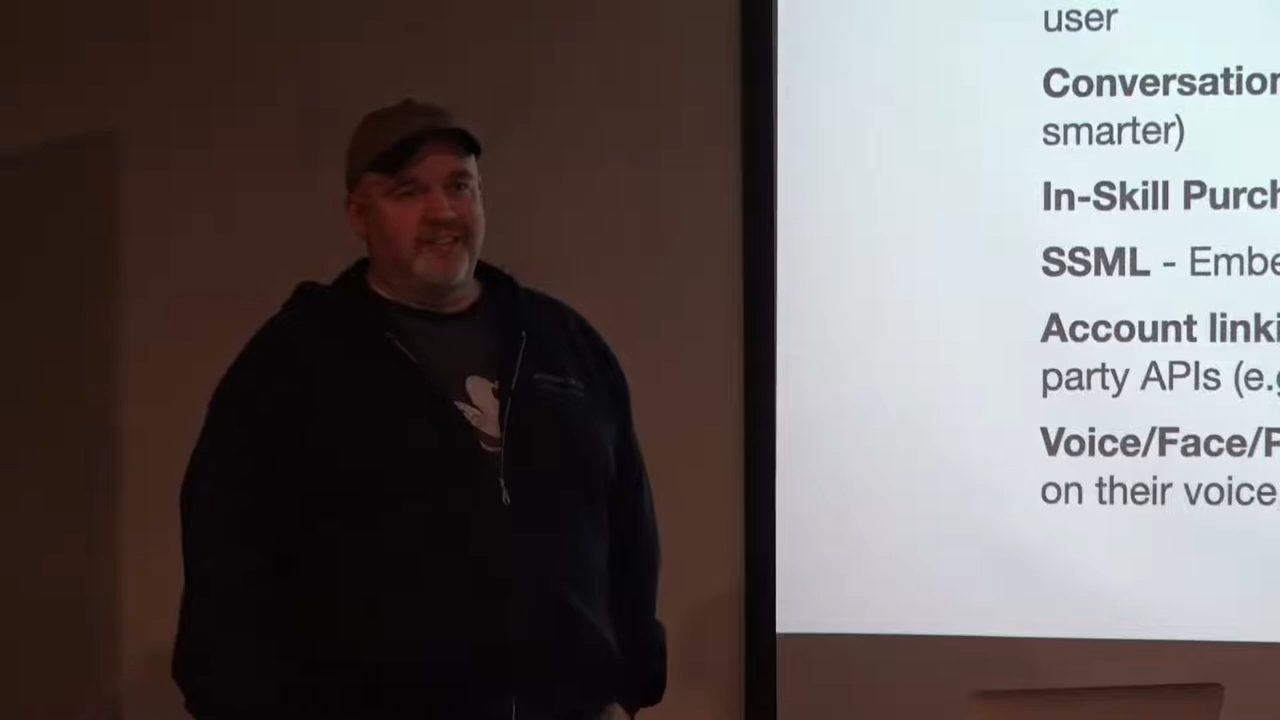 user
Conversation
smarter)
In-Skill Purch
SSML - Embe
Account linki
party APIs (e.g
Voice/Face/P
on their voice,